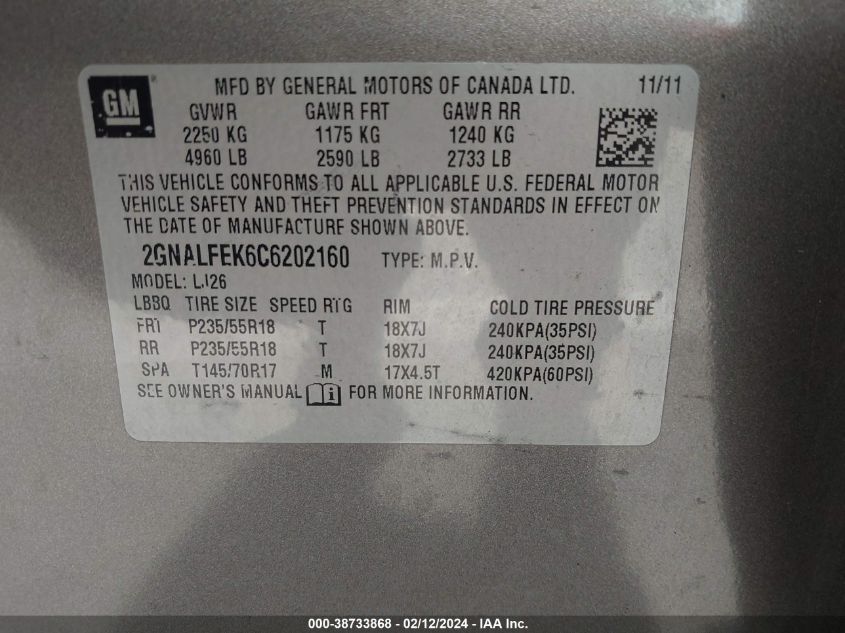 GM
MFD BY GENERAL MOTORS OF CANADA LTD. 11/11
GVWR GAWR FRT GAWR RR
2250 KG 1175 KG 1240 KG
4960 LB 2590 LB 2733 LB
THIS VEHICLE CONFORMS TO ALL APPLICABLE U.S. FEDERAL MOTOR
VEHICLE SAFETY AND THEFT PREVENTION STANDARDS IN EFFECT ON
THE DATE OF MANUFACTURE SHOWN ABOVE.
2GNALFEK6C6202160 TYPE: M.P.V.
MODEL:
LBBQ TIRE SIZE SPEED RTG RIM COLD TIRE PRESSURE
FRT P235/55R18 T 18X7J 240KPA(35PSI)
RR P235/55R18 T 18X7J 240KPA(35PSI)
SPA T145/70R17 M 17X4.5T 420KPA(60PSI)
SEE OWNER'S MANUAL i FOR MORE INFORMATION.
000-38733868 - 02/12/2024 - IAA Inc.